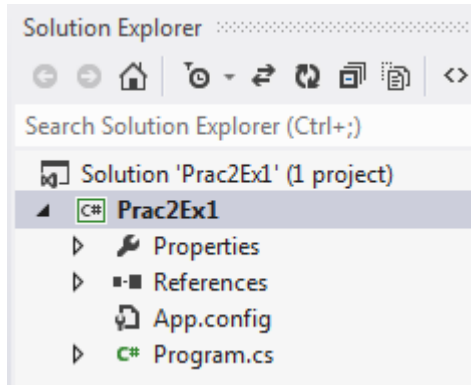 Solution Explorer
Search Solution Explorer (Ctrl+;)
Solution 'Prac2Ex1' (1 project)
C# Prac2Ex1
Properties
References
App.config
C# Program.cs